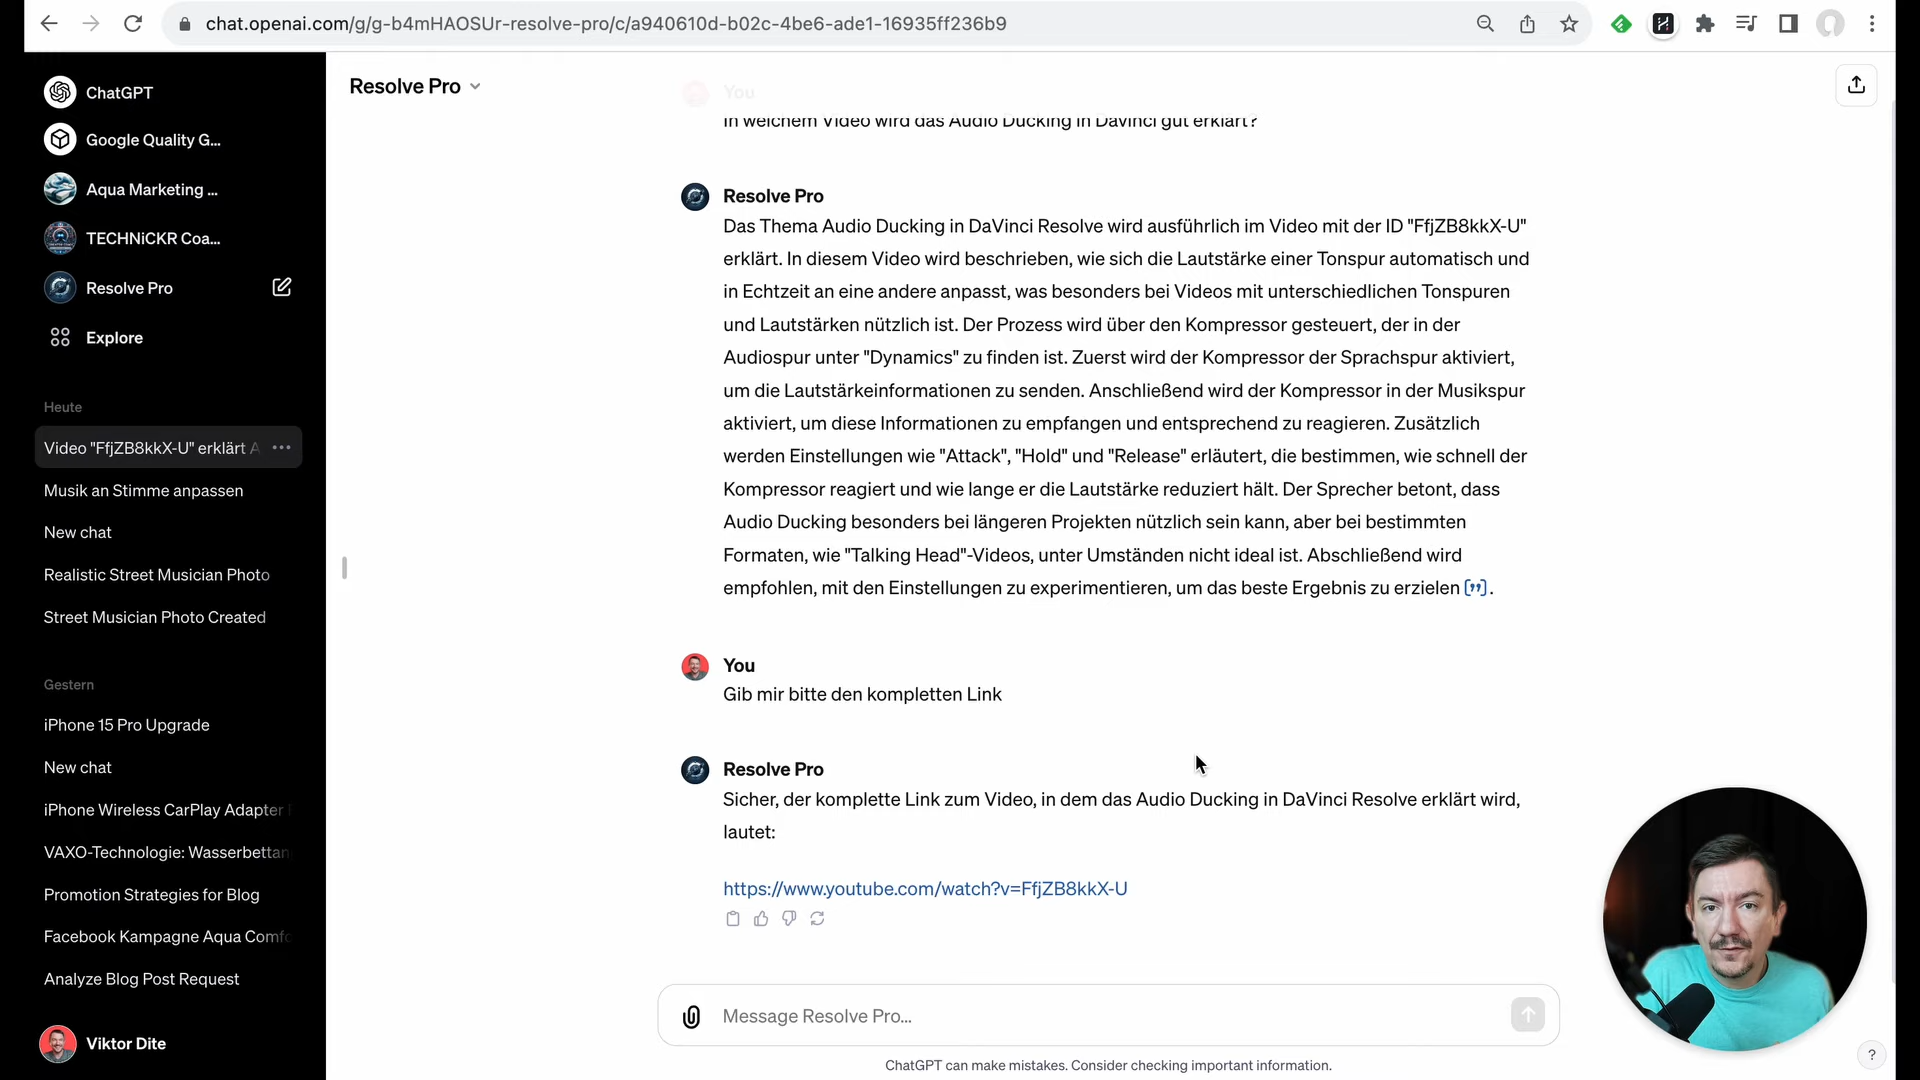 chat.openai.com/g/g-b4mHAOSUr-resolve-pro/c/a940610d-b02c-4be6-ade1-16935ff236b9
ChatGPT
Google Quality G...
Aqua Marketing ...
TECHNiCKR Coa...
Resolve Pro
Explore
Heute
Video "FfjZB8kkX-U" erklärt A
Musik an Stimme anpassen
New chat
Realistic Street Musician Photo
Street Musician Photo Created
Gestern
iPhone 15 Pro Upgrade
New chat
iPhone Wireless CarPlay Adapter
VAXO-Technologie: Wasserbettan
Promotion Strategies for Blog
Facebook Kampagne Aqua Comfo
Analyze Blog Post Request
Viktor Dite
Resolve Pro
You
In welchem Video wird das Audio Ducking in Davinci gut erklärt?
Resolve Pro
Das Thema Audio Ducking in DaVinci Resolve wird ausführlich im Video mit der ID "FfjZB8kkX-U"
erklärt. In diesem Video wird beschrieben, wie sich die Lautstärke einer Tonspur automatisch und
in Echtzeit an eine andere anpasst, was besonders bei Videos mit unterschiedlichen Tonspuren
und Lautstärken nützlich ist. Der Prozess wird über den Kompressor gesteuert, der in der
Audiospur unter "Dynamics" zu finden ist. Zuerst wird der Kompressor der Sprachspur aktiviert,
um die Lautstärkeinformationen zu senden. Anschließend wird der Kompressor in der Musikspur
aktiviert, um diese Informationen zu empfangen und entsprechend zu reagieren. Zusätzlich
werden Einstellungen wie "Attack", "Hold" und "Release" erläutert, die bestimmen, wie schnell der
Kompressor reagiert und wie lange er die Lautstärke reduziert hält. Der Sprecher betont, dass
Audio Ducking besonders bei längeren Projekten nützlich sein kann, aber bei bestimmten
Formaten, wie "Talking Head"-Videos, unter Umständen nicht ideal ist. Abschließend wird
empfohlen, mit den Einstellungen zu experimentieren, um das beste Ergebnis zu erzielen ["].
You
Gib mir bitte den kompletten Link
Resolve Pro
Sicher, der komplette Link zum Video, in dem das Audio Ducking in DaVinci Resolve erklärt wird,
lautet:
https://www.youtube.com/watch?v=FfjZB8kkX-U
Message Resolve Pro...
ChatGPT can make mistakes. Consider checking important information.
?